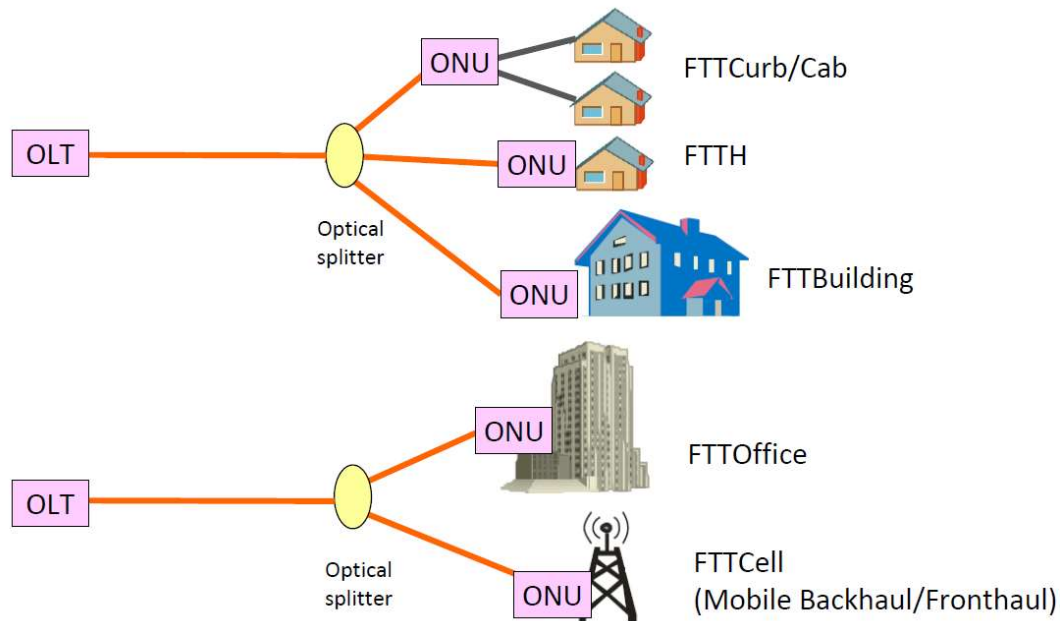 ONU
FTTCurb/Cab
OLT
ONU
FTTH
Optical
splitter
ONU
FTTBuilding
ONU
FTTOffice
OLT
Optical
splitter
ONU
FTTCell
(Mobile Backhaul/Fronthaul)